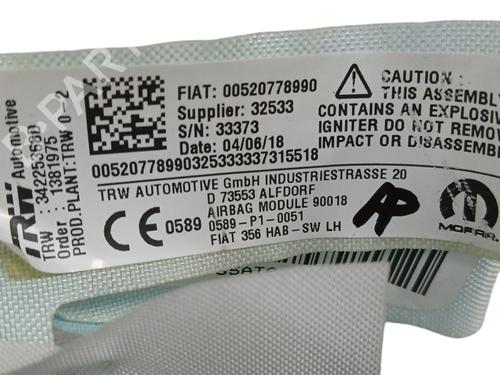 TRW Automotive
TRW : 34225366D
Order : 1381975
PROD.PLANT:TRW 0-2
FIAT: 00520778990
Supplier: 32533
S/N: 33373
Date: 04/06/18
00520778990325333337315518
CAUTION :
THIS ASSEMBLY
CONTAINS AN EXPLOSIVE
IGNITER DO NOT
IMPACT OR DISASSEMB
TRW AUTOMOTIVE GmbH INDUSTRIESTRASSE 20
D 73553 ALFDORF
AIRBAG MODULE 90018
CE 0589 0589-P1-0051
FIAT 356 HAB-SW LH
AP
MOPAR